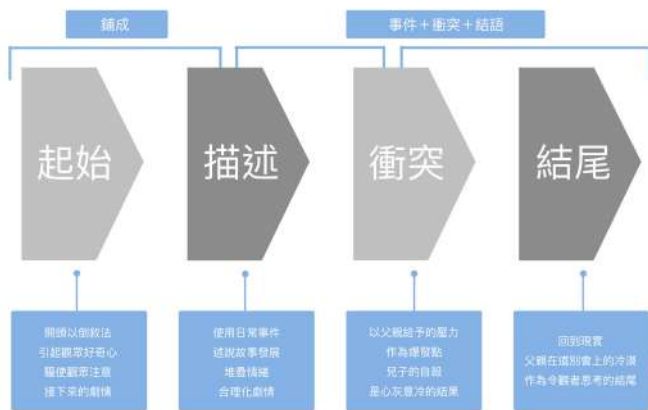 鋪成
事件＋衝突＋結語
起始
描述
衝突
結尾
開頭以倒敘法
引起觀眾好奇心
驅使觀眾注意
接下來的劇情
使用日常事件
述說故事發展
堆疊情緒
合理化劇情
以父親給予的壓力
作為爆發點
兒子的自殺
是心灰意冷的結果
回到現實
父親在道別會上的冷漠
作為令觀者思考的結尾